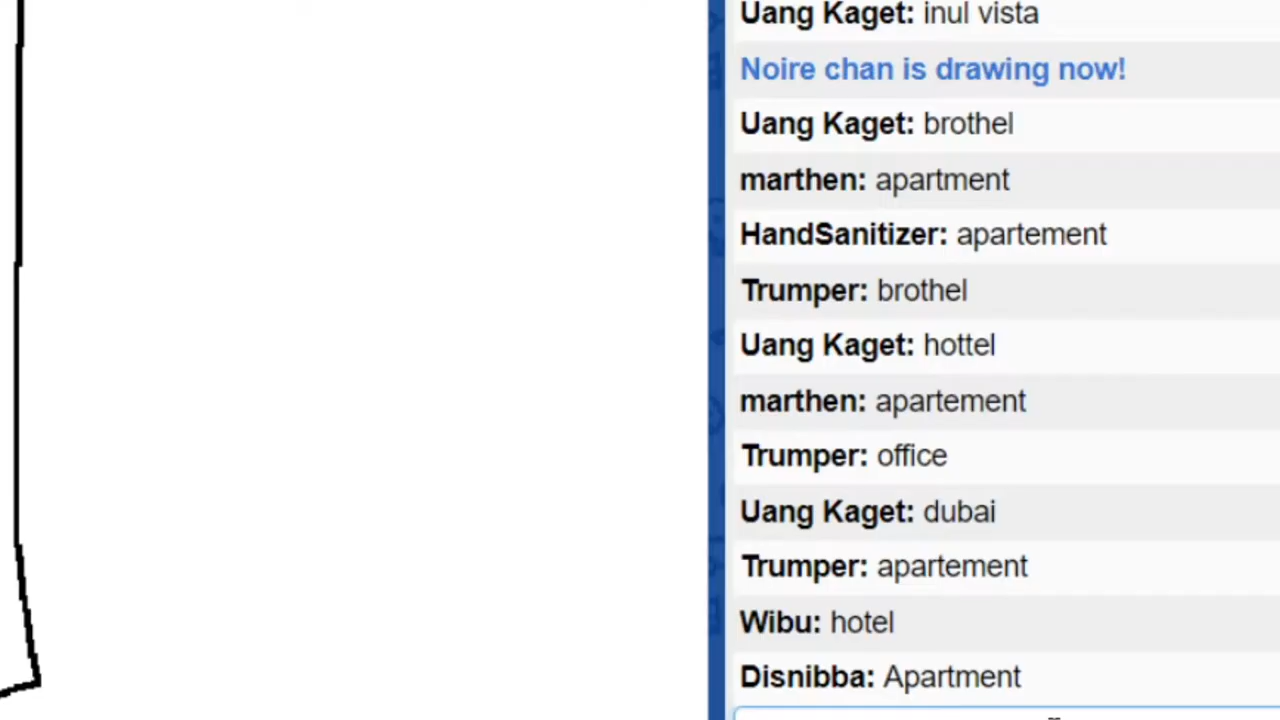 Uang Kaget: inul vista
Noire chan is drawing now!
Uang Kaget: brothel
marthen: apartment
HandSanitizer: apartement
Trumper: brothel
Uang Kaget: hottel
marthen: apartement
Trumper: office
Uang Kaget: dubai
Trumper: apartement
Wibu: hotel
Disnibba: Apartment